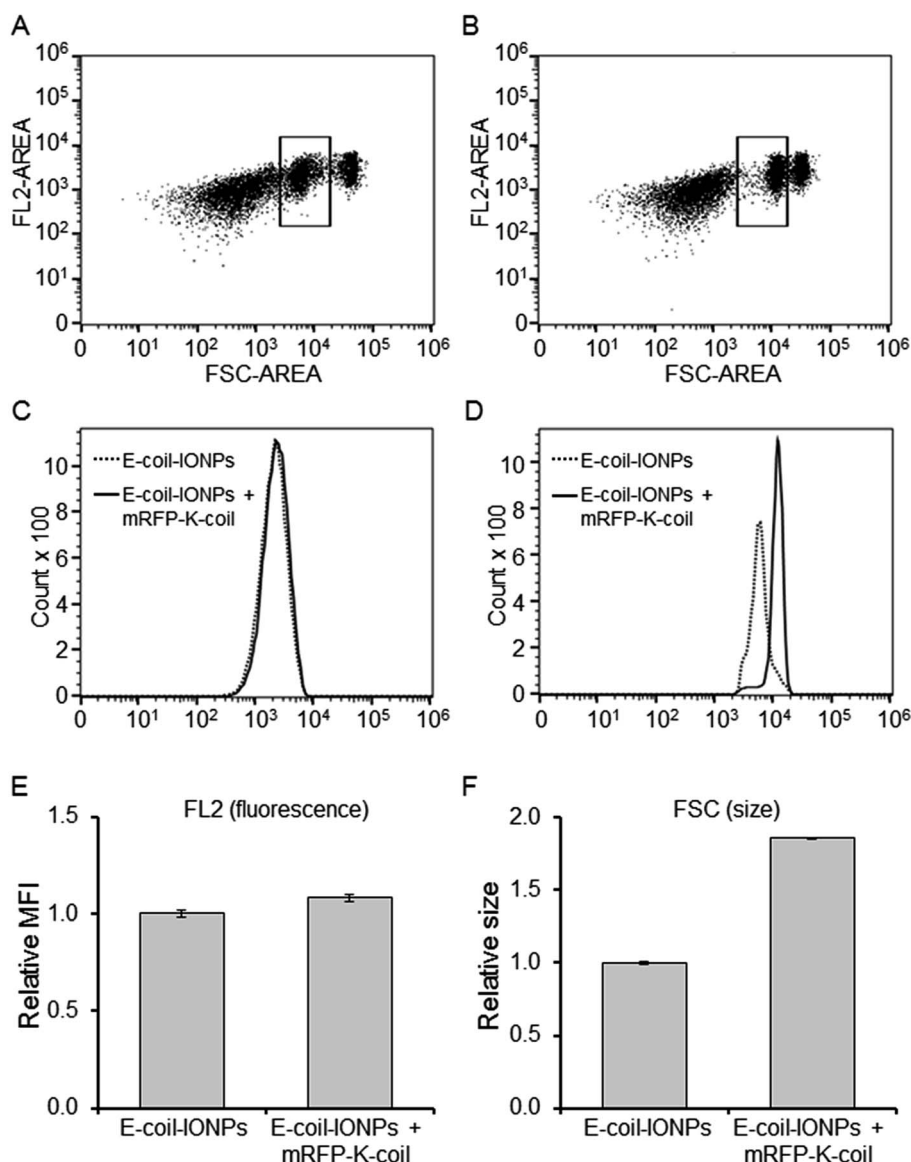 A
B
10⁶
10⁵
10⁴
10³
10²
10¹
0
FL2-AREA
0 10¹ 10² 10³ 10⁴ 10⁵ 10⁶
FSC-AREA
10⁶
10⁵
10⁴
10³
10²
10¹
0
FL2-AREA
0 10¹ 10² 10³ 10⁴ 10⁵ 10⁶
FSC-AREA
C
D
10
8
6
4
2
0
Count x 100
E-coil-IONPs
E-coil-IONPs +
mRFP-K-coil
0 10¹ 10² 10³ 10⁴ 10⁵ 10⁶
10
8
6
4
2
0
Count x 100
E-coil-IONPs
E-coil-IONPs +
mRFP-K-coil
0 10¹ 10² 10³ 10⁴ 10⁵ 10⁶
E
F
FL2 (fluorescence)
1.5
1.0
0.5
0.0
Relative MFI
E-coil-IONPs
E-coil-IONPs +
mRFP-K-coil
FSC (size)
2.0
1.5
1.0
0.5
0.0
Relative size
E-coil-IONPs
E-coil-IONPs +
mRFP-K-coil